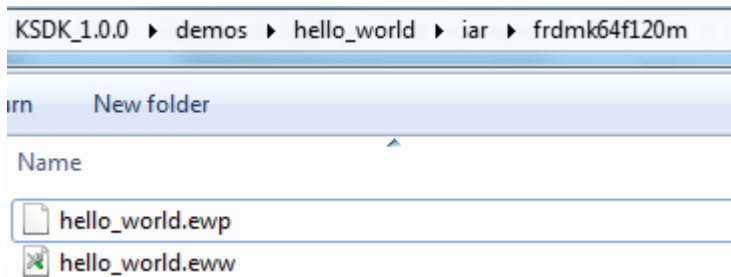 KSDK_1.0.0 ▸ demos ▸ hello_world ▸ iar ▸ frdmk64f120m
New folder
Name
hello_world.ewp
hello_world.eww